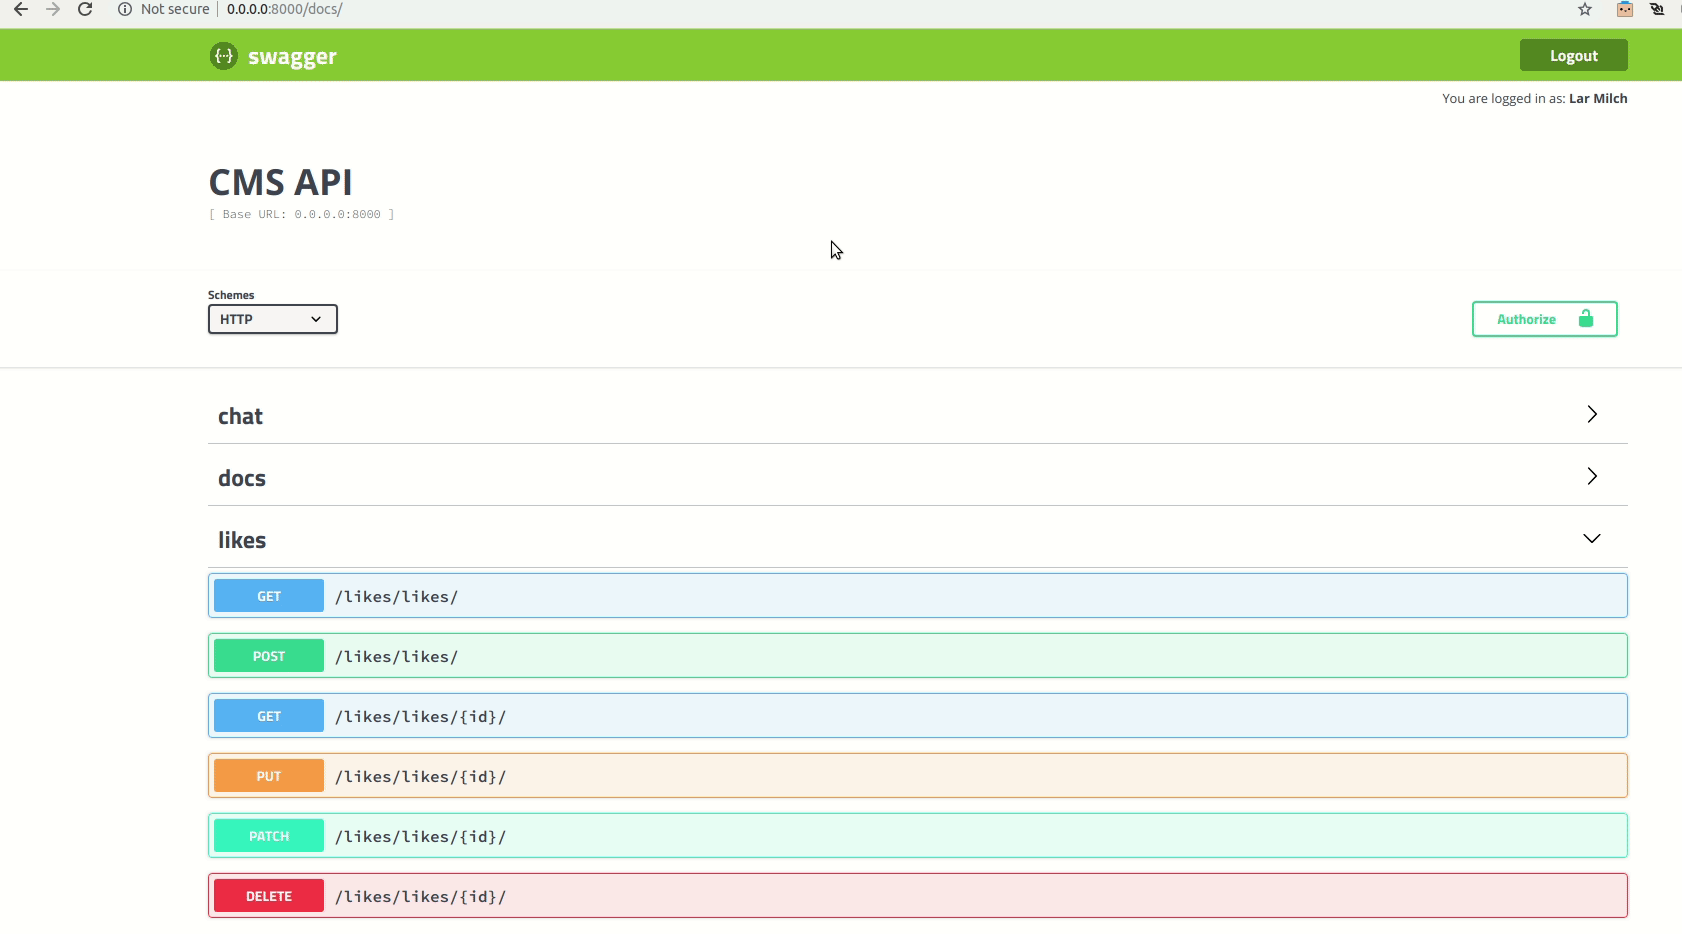 Not secure | 0.0.0.0:8000/docs/
{··} swagger
Logout
You are logged in as: Lar Milch
CMS API
[ Base URL: 0.0.0.0:8000 ]
Schemes
HTTP
Authorize
chat
docs
likes
GET /likes/likes/
POST /likes/likes/
GET /likes/likes/{id}/
PUT /likes/likes/{id}/
PATCH /likes/likes/{id}/
DELETE /likes/likes/{id}/